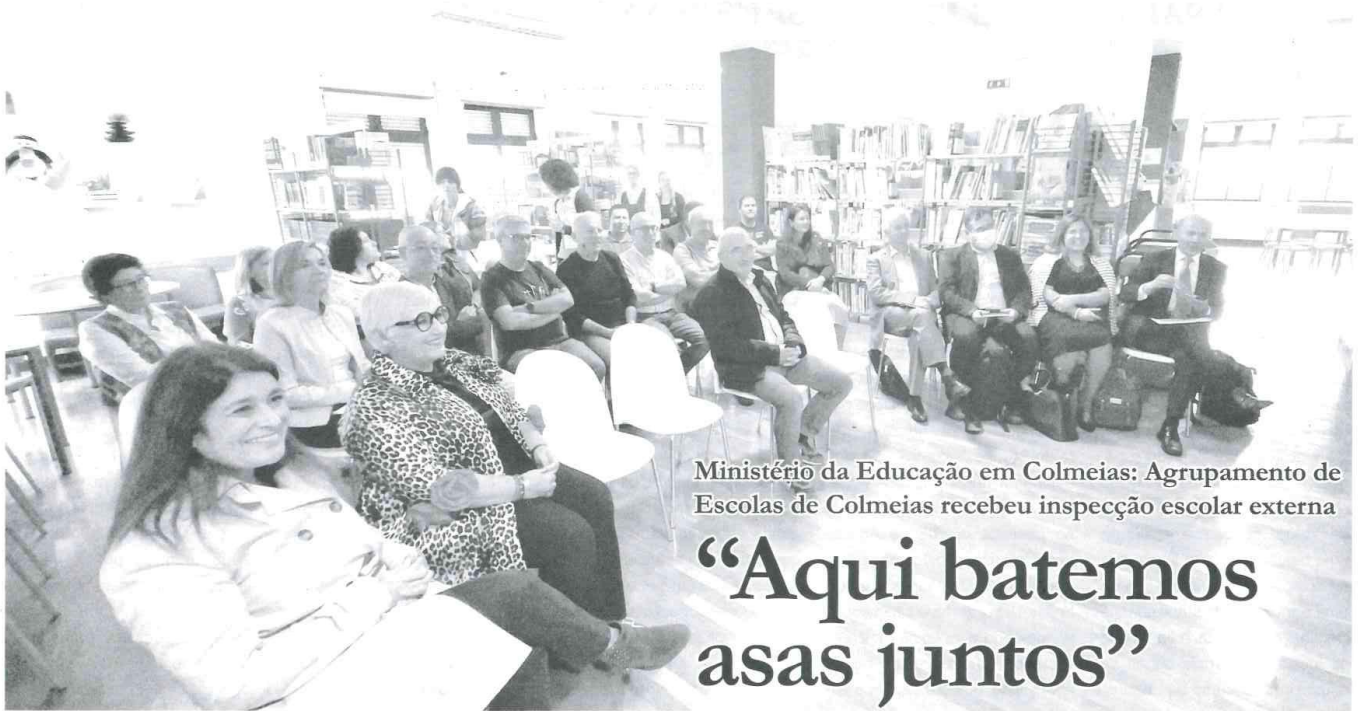 Ministério da Educação em Colmeias: Agrupamento de
Escolas de Colmeias recebeu inspecção escolar externa
“Aqui batemos
asas juntos”